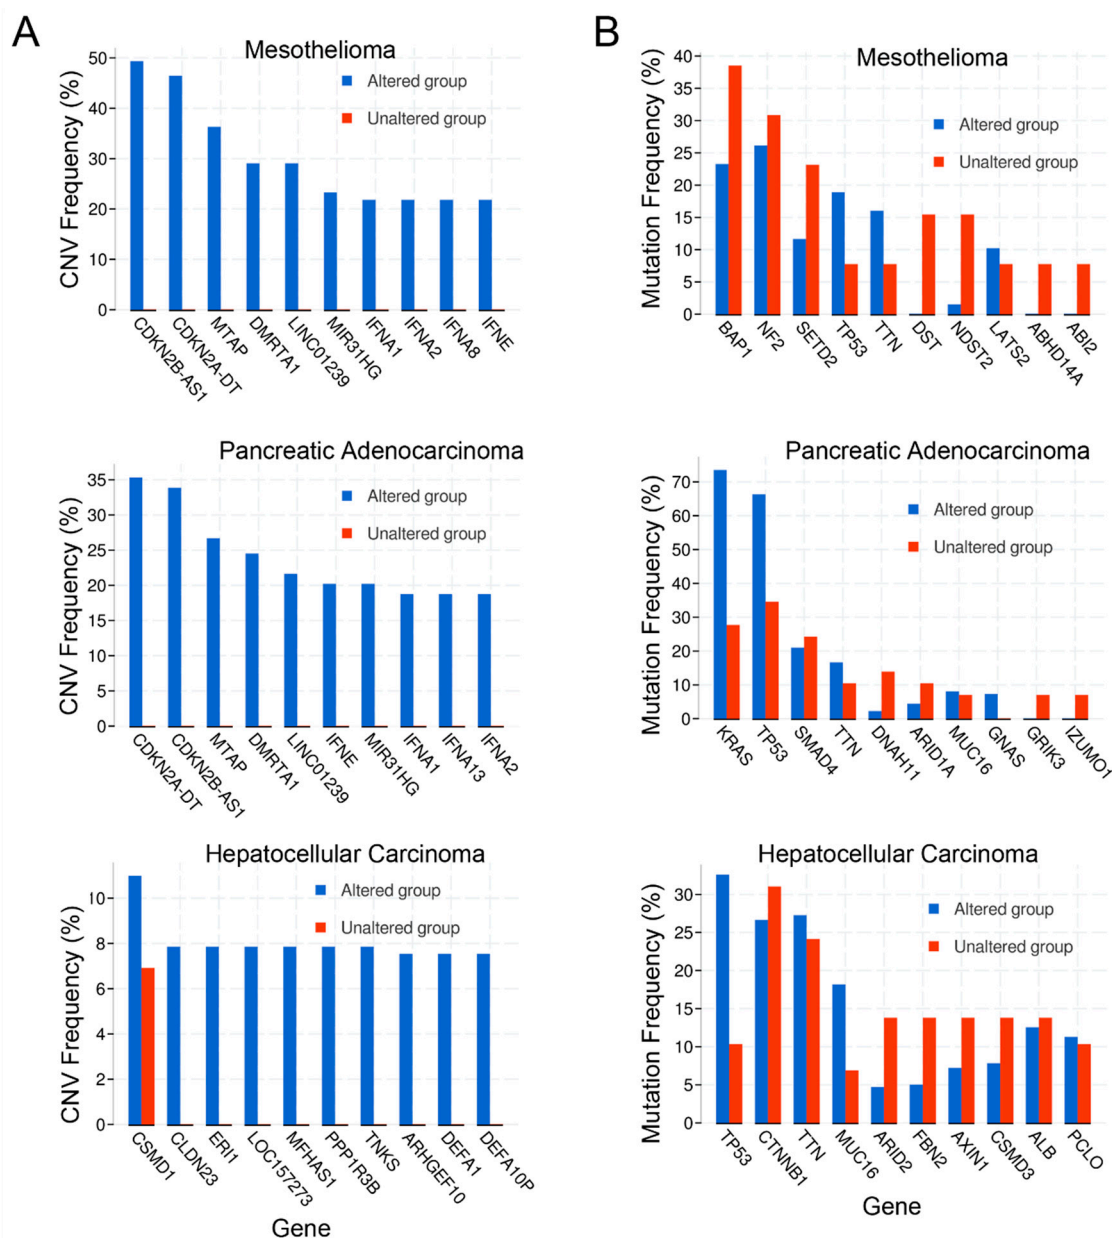 A
Mesothelioma
CNV Frequency (%)
50
40
30
20
10
0
Altered group
Unaltered group
CDKN2B-AS1
CDKN2A-DT
MTAP
DMRTA1
LINC01239
MIR31HG
IFNA1
IFNA2
IFNA8
IFNE
B
Mesothelioma
Mutation Frequency (%)
40
35
30
25
20
15
10
5
0
Altered group
Unaltered group
BAP1
NF2
SETD2
TP53
TTN
DST
NDST2
LATS2
ABHD14A
ABI2
Pancreatic Adenocarcinoma
CNV Frequency (%)
35
30
25
20
15
10
5
0
Altered group
Unaltered group
CDKN2A-DT
CDKN2B-AS1
MTAP
DMRTA1
LINC01239
IFNE
MIR31HG
IFNA1
IFNA13
IFNA2
Pancreatic Adenocarcinoma
Mutation Frequency (%)
70
60
50
40
30
20
10
0
Altered group
Unaltered group
KRAS
TP53
SMAD4
TTN
DNAH11
ARID1A
MUC16
GNAS
GRIK3
IZUMO1
Hepatocellular Carcinoma
CNV Frequency (%)
10
8
6
4
2
0
Altered group
Unaltered group
CSMD1
CLDN23
ERI1
LOC157273
MFHAS1
PPP1R3B
TNKS
ARHGEF10
DEFA1
DEFA10P
Gene
Hepatocellular Carcinoma
Mutation Frequency (%)
30
25
20
15
10
5
0
Altered group
Unaltered group
TP53
CTNNB1
TTN
MUC16
ARID2
FBN2
AXIN1
CSMD3
ALB
PCLO
Gene